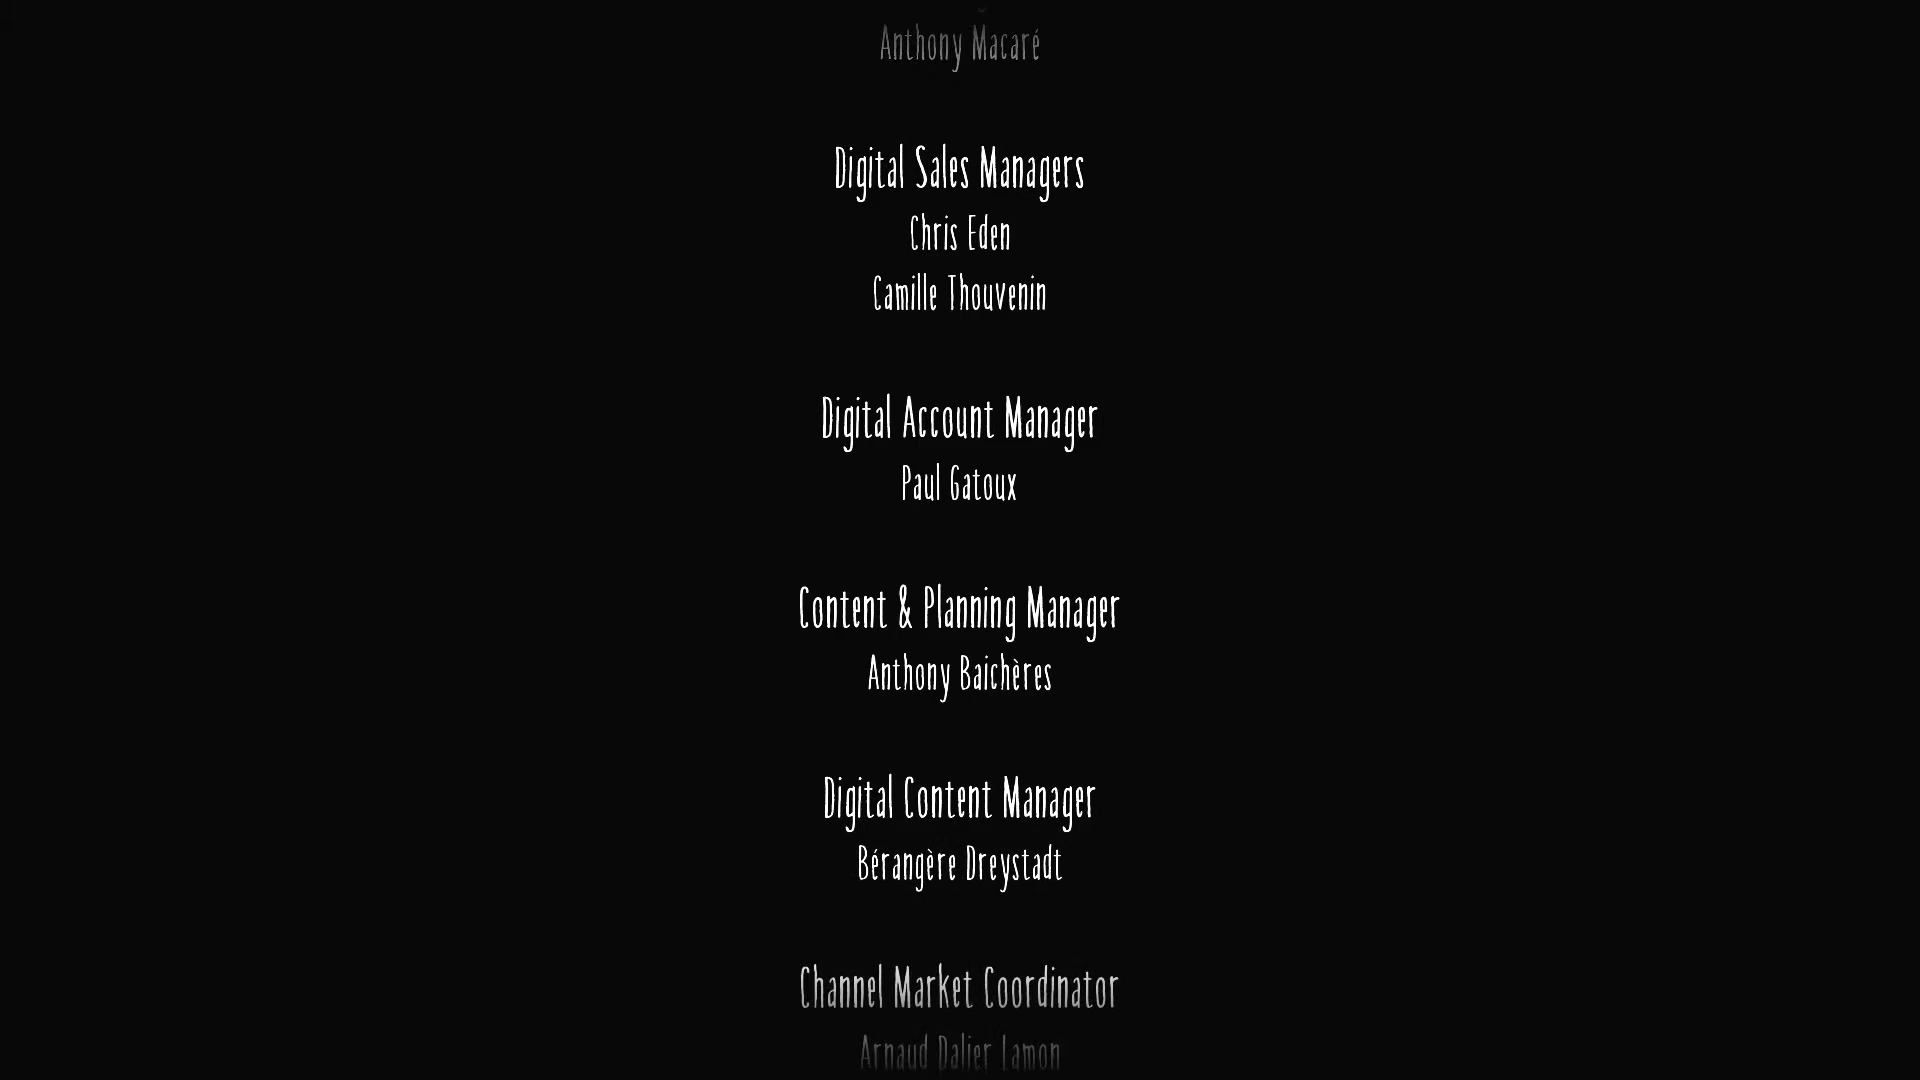 Anthony Macaré
Digital Sales Managers
Chris Eden
Camille Thouvenin
Digital Account Manager
Paul Gatoux
Content & Planning Manager
Anthony Baichères
Digital Content Manager
Bérangère Dreystadt
Channel Market Coordinator
Arnaud Dalier